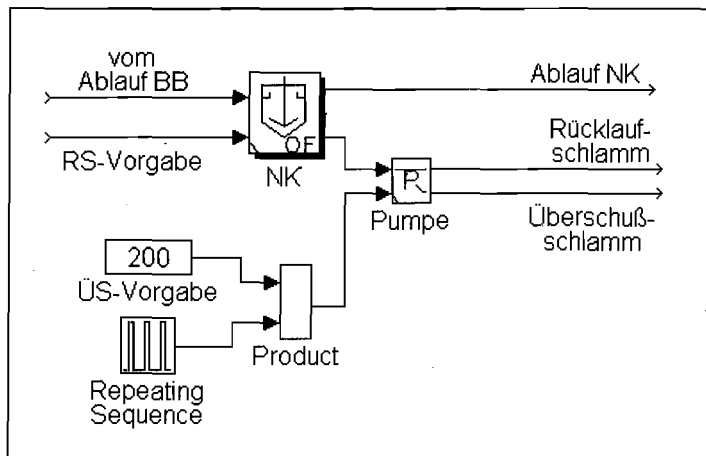 vom
Ablauf BB
RS-Vorgabe
OF
NK
Ablauf NK
Rücklauf-
schlamm
P
Pumpe
Überschuß-
schlamm
200
ÜS-Vorgabe
Product
Repeating
Sequence